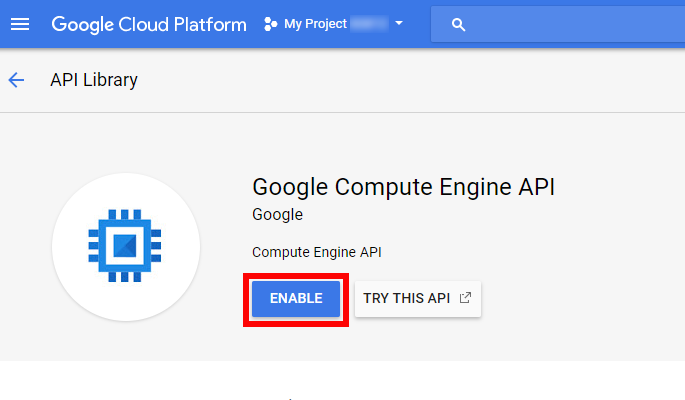 Google Cloud Platform
My Project
API Library
Google Compute Engine API
Google
Compute Engine API
ENABLE
TRY THIS API